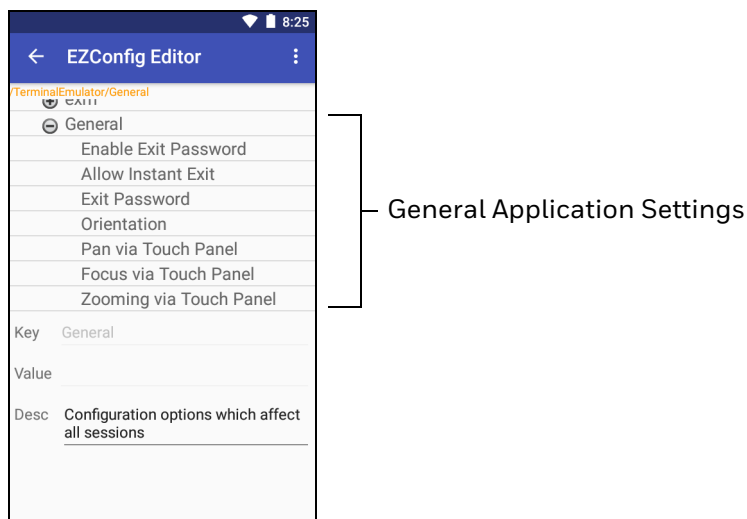 8:25
EZConfig Editor
/TerminalEmulator/General
exm
General
Enable Exit Password
Allow Instant Exit
Exit Password
Orientation
Pan via Touch Panel
Focus via Touch Panel
Zooming via Touch Panel
General Application Settings
Key General
Value
Desc Configuration options which affect
all sessions